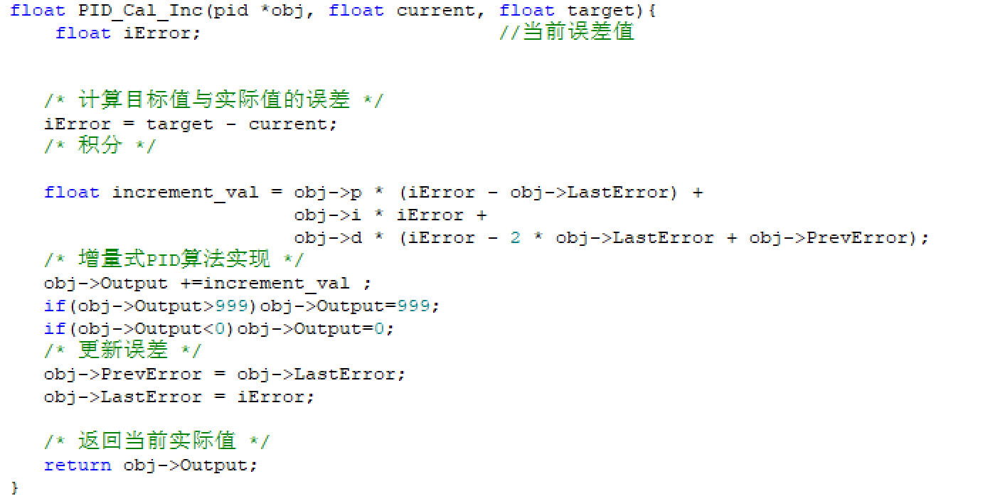 float PID_Cal_Inc(pid *obj, float current, float target){
float iError; //当前误差值
/* 计算目标值与实际值的误差 */
iError = target - current;
/* 积分 */
float increment_val = obj->p * (iError - obj->LastError) +
obj->i * iError +
obj->d * (iError - 2 * obj->LastError + obj->PrevError);
/* 增量式PID算法实现 */
obj->Output +=increment_val ;
if(obj->Output>999)obj->Output=999;
if(obj->Output<0)obj->Output=0;
/* 更新误差 */
obj->PrevError = obj->LastError;
obj->LastError = iError;
/* 返回当前实际值 */
return obj->Output;
}